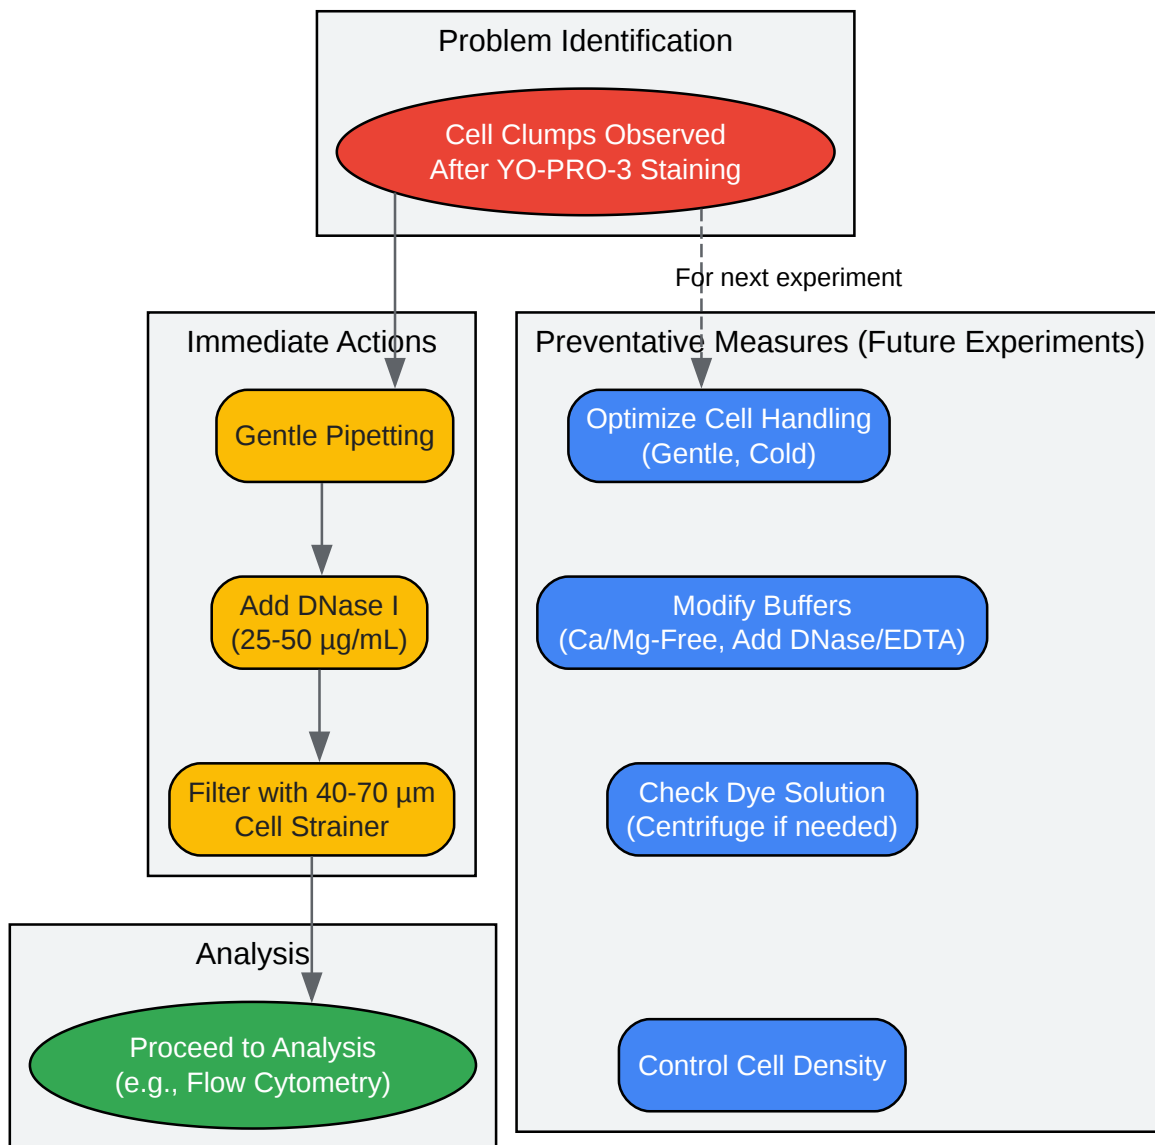 Problem Identification
Cell Clumps Observed
After YO-PRO-3 Staining
For next experiment
Immediate Actions
Gentle Pipetting
Add DNase I
(25-50 µg/mL)
Filter with 40-70 µm
Cell Strainer
Analysis
Proceed to Analysis
(e.g., Flow Cytometry)
Preventative Measures (Future Experiments)
Optimize Cell Handling
(Gentle, Cold)
Modify Buffers
(Ca/Mg-Free, Add DNase/EDTA)
Check Dye Solution
(Centrifuge if needed)
Control Cell Density